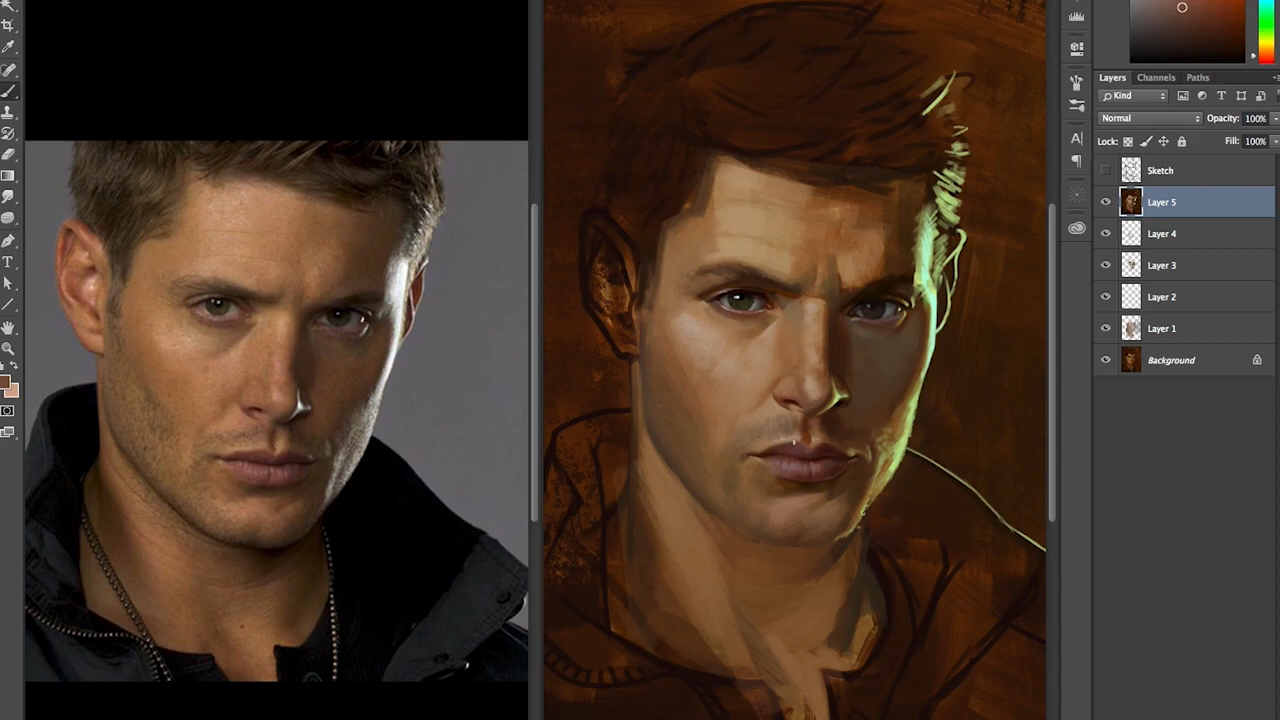 Layers Channels Paths
Kind T
Normal Opacity: 100%
Lock: Fill: 100%
A
T
Sketch
Layer 5
Layer 4
Layer 3
Layer 2
Layer 1
Background